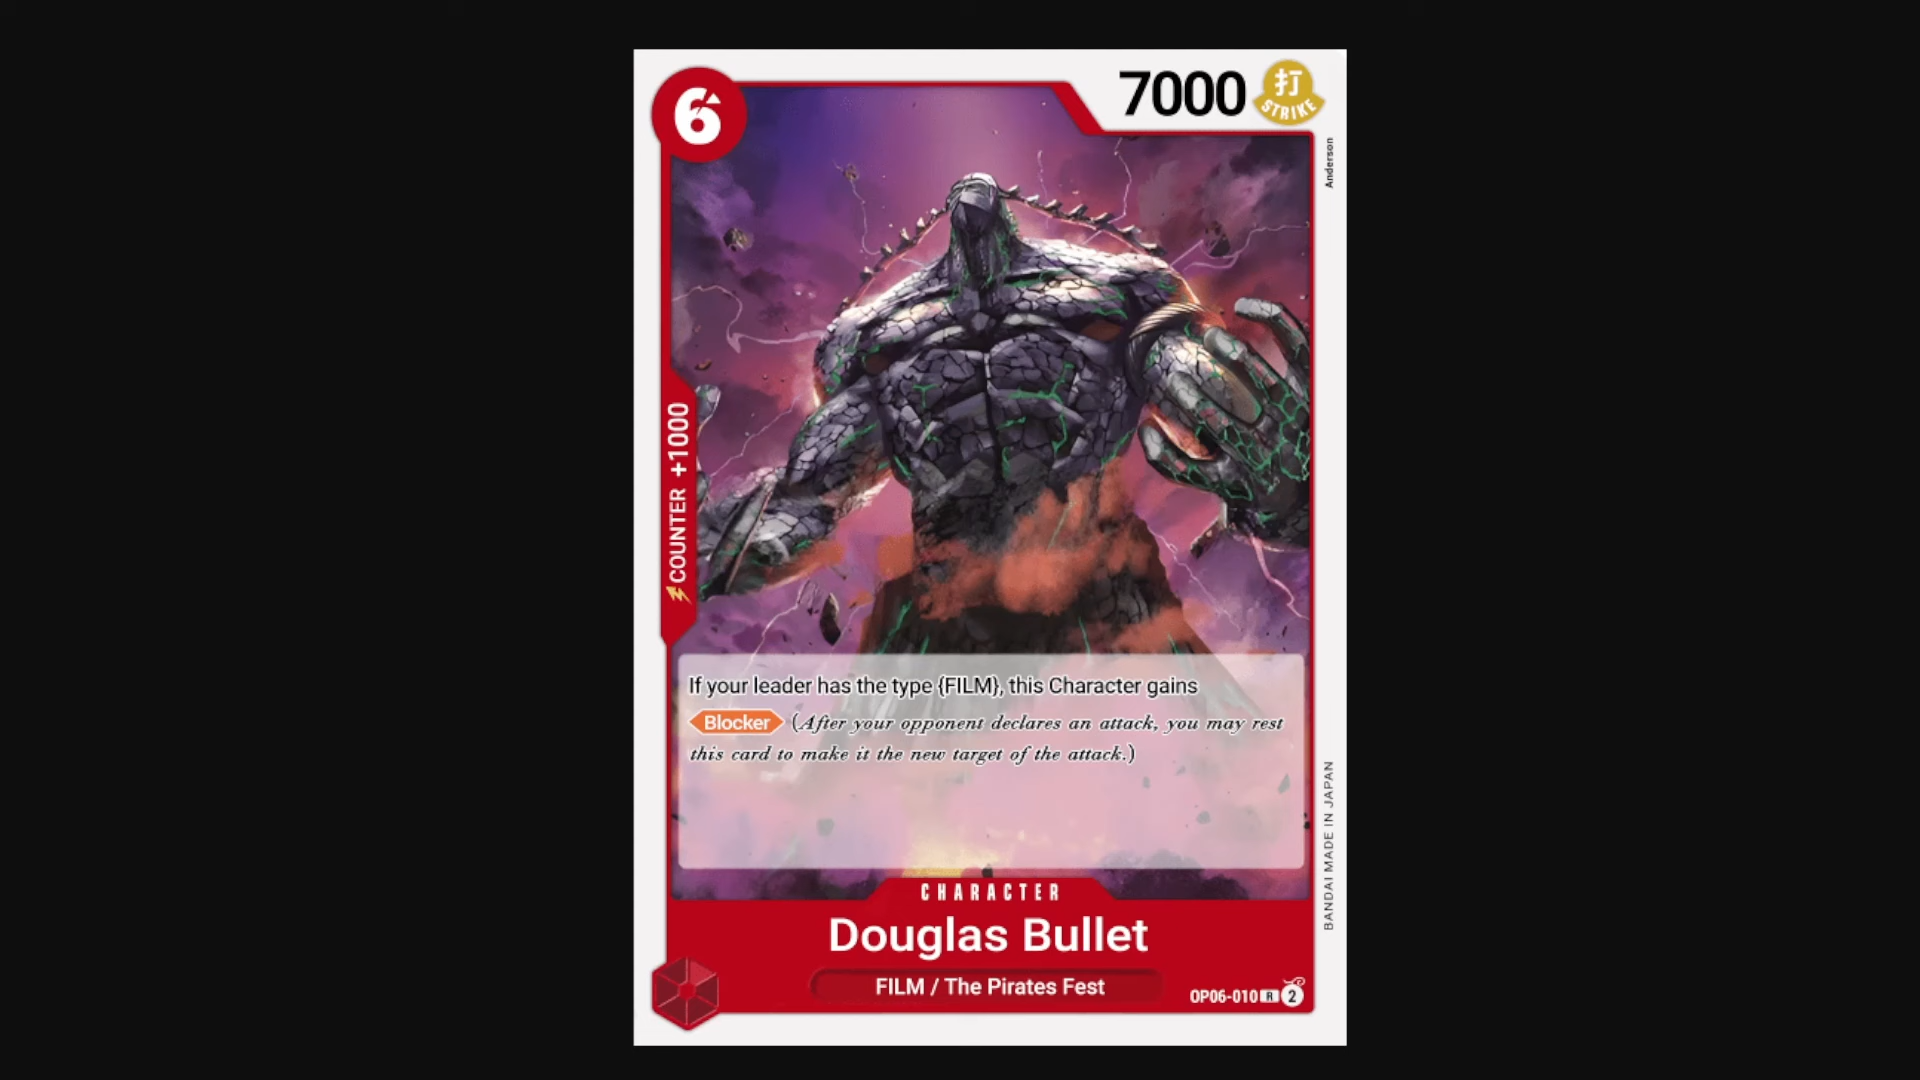 6
7000
打
STRIKE
Anderson
COUNTER +1000
If your leader has the type {FILM}, this Character gains
Blocker (After your opponent declares an attack, you may rest
this card to make it the new target of the attack.)
BANDAI MADE IN JAPAN
CHARACTER
Douglas Bullet
FILM / The Pirates Fest
OP06-010 R 2